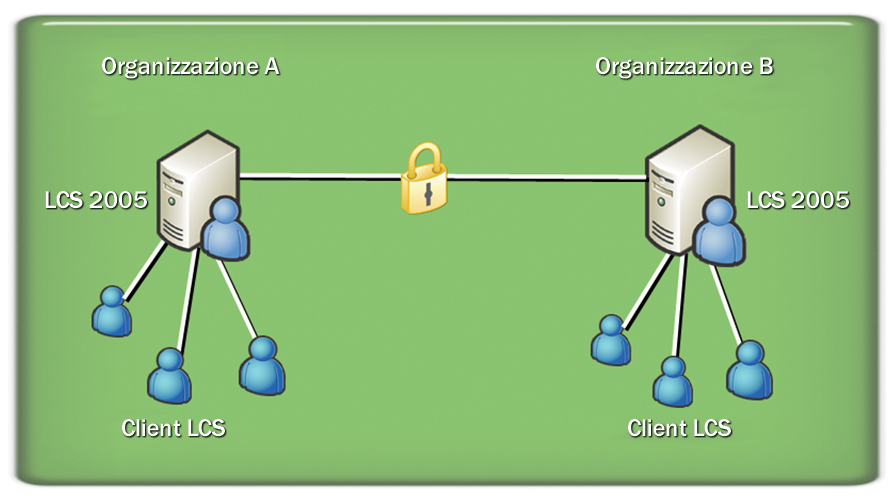 Organizzazione A
Organizzazione B
LCS 2005
LCS 2005
Client LCS
Client LCS